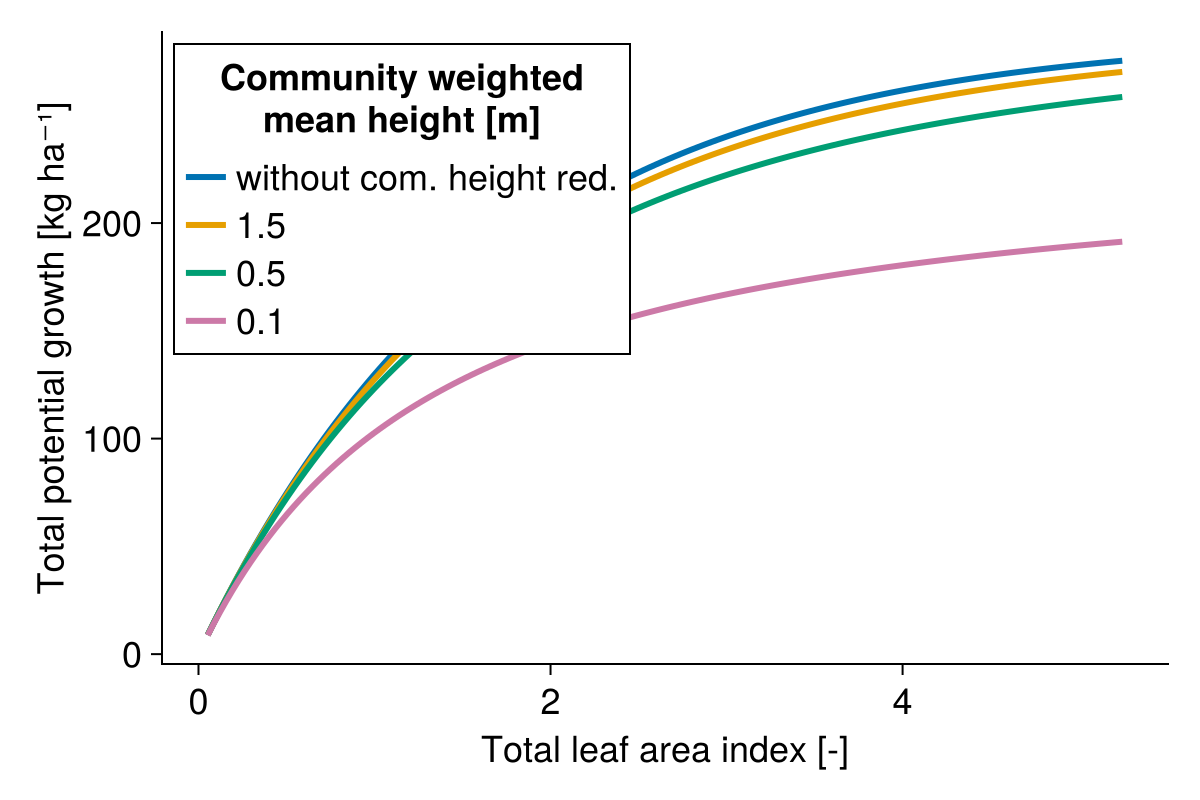 Community weighted
mean height [m]
without com. height red.
1.5
0.5
0.1
Total potential growth [kg ha⁻¹]
200
100
0
0 2 4
Total leaf area index [-]